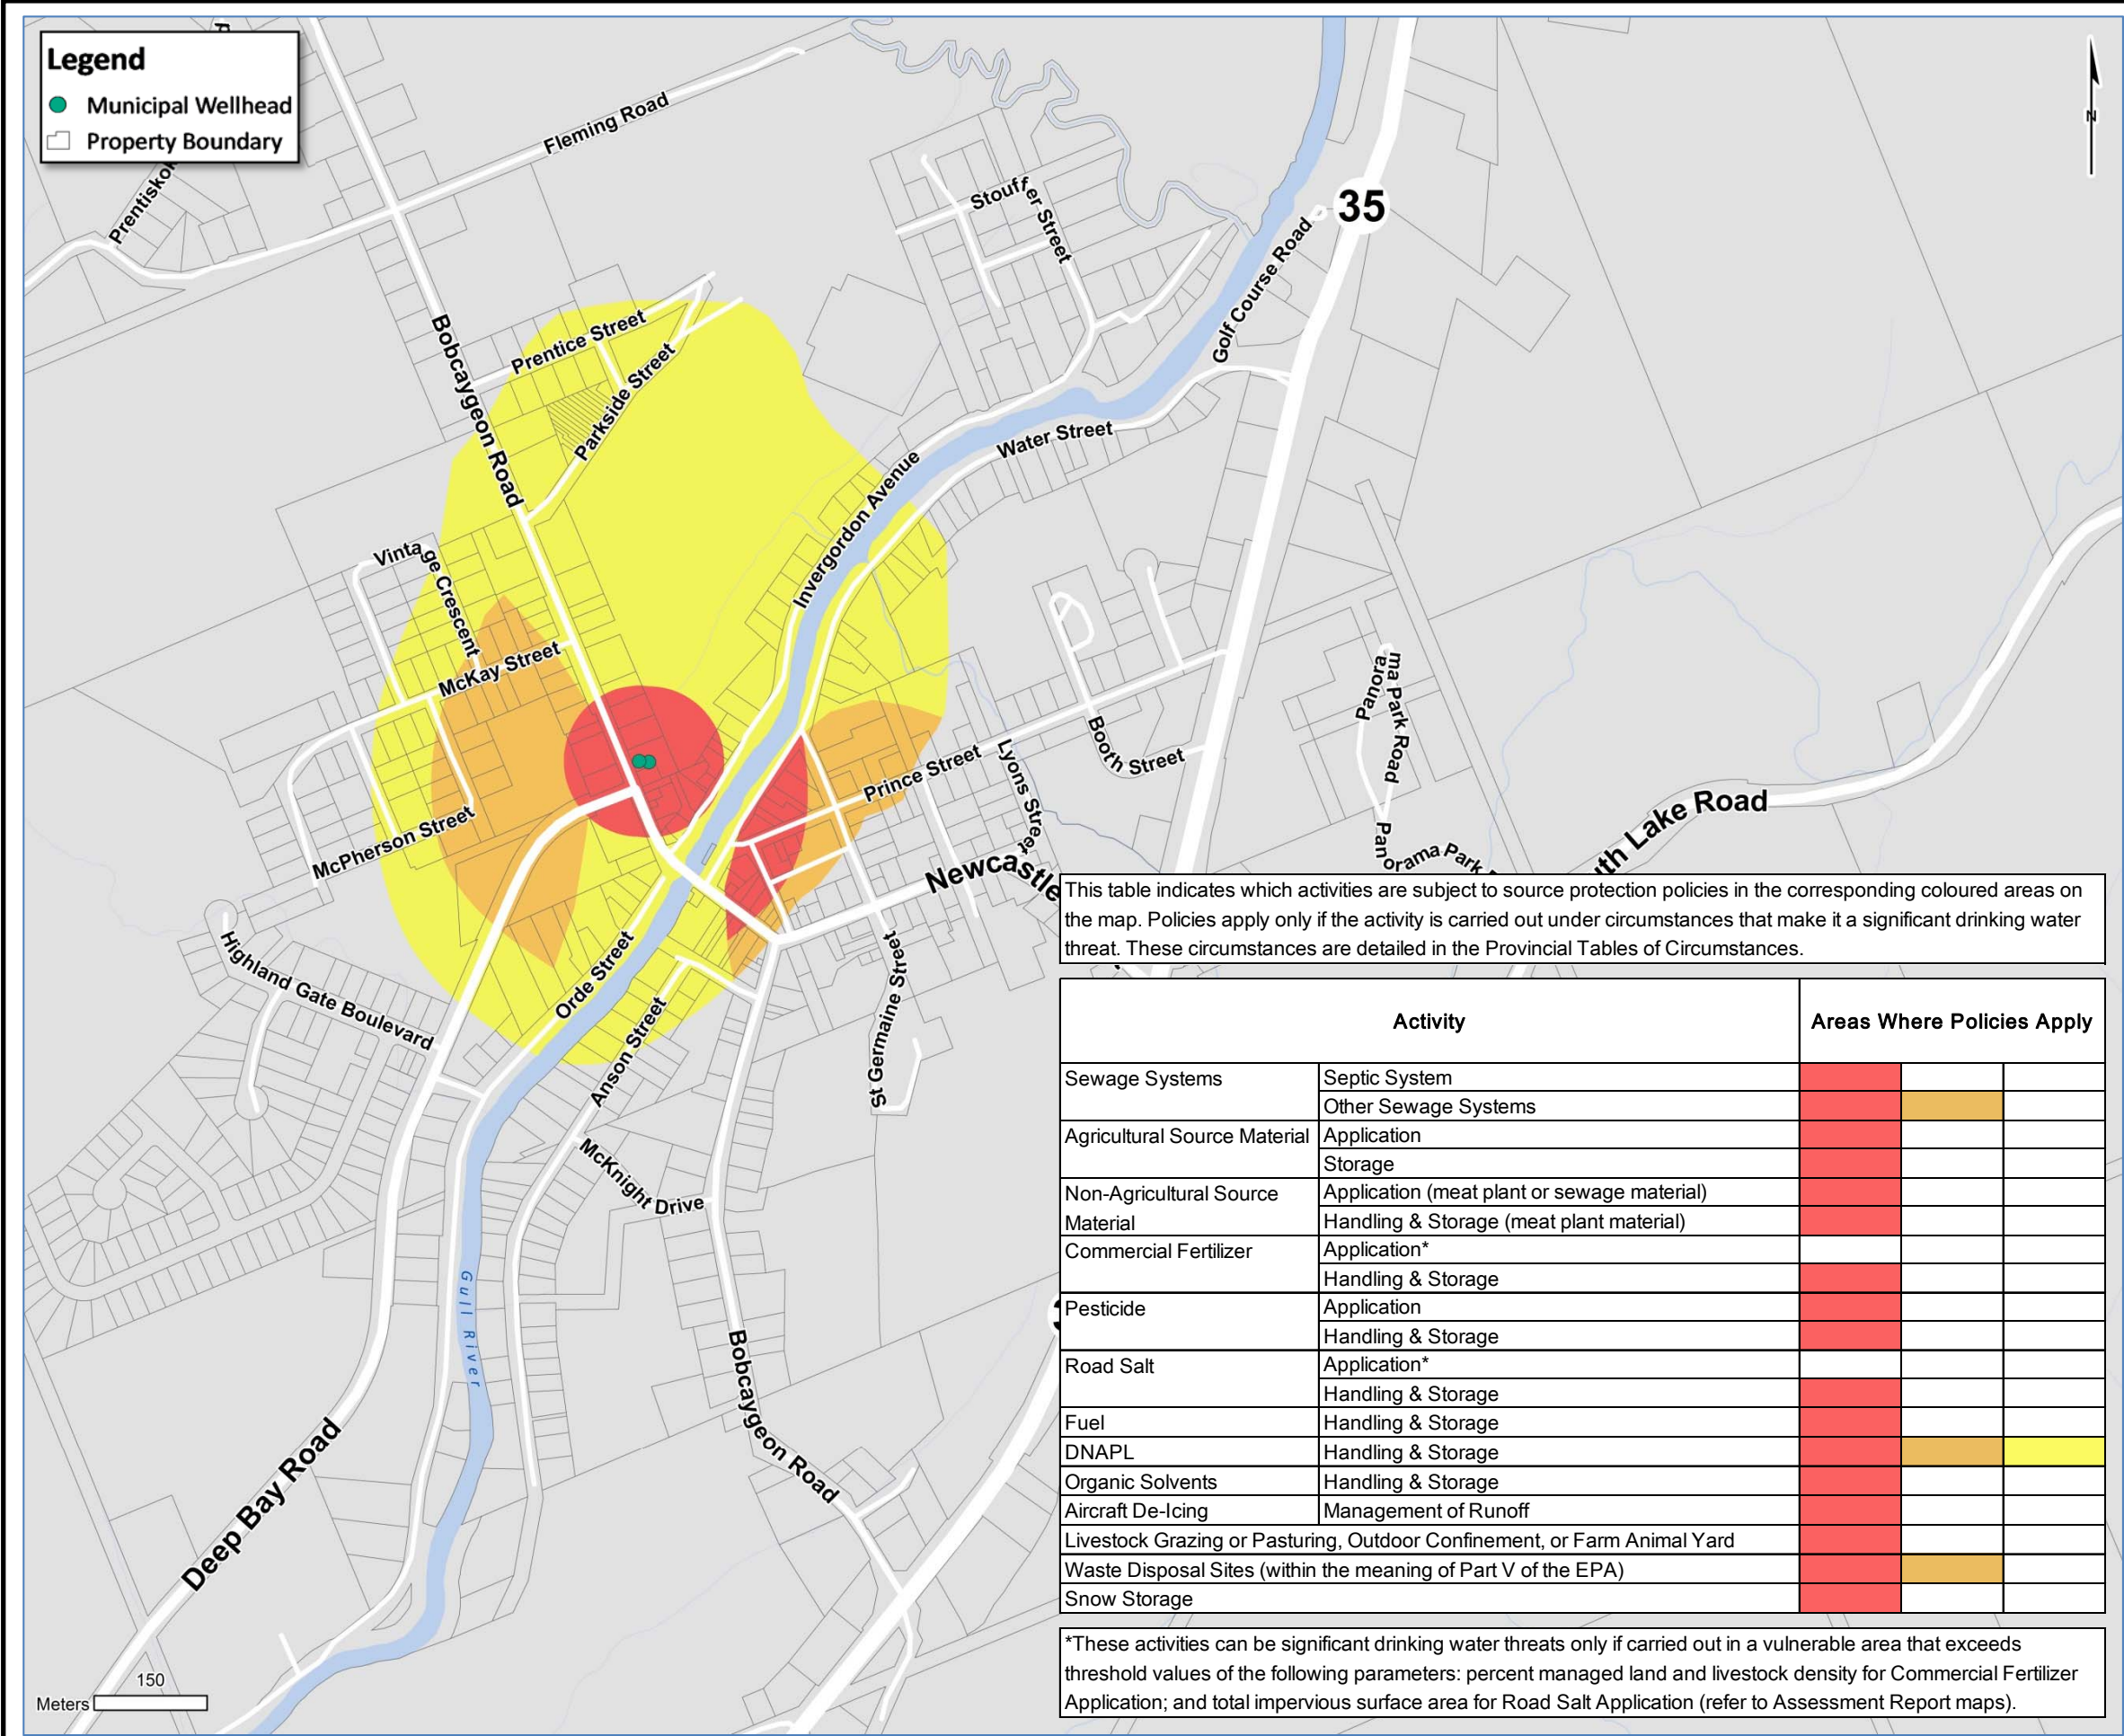 Legend
Municipal Wellhead
Property Boundary
Fleming Road
N
35
Stouffer Street
Golf Course Road
Prentice Street
Parkside Street
Bobcaygeon Road
Water Street
Invergordon Avenue
Vintage Crescent
McKay Street
Panorama Park Road
Booth Street
Lyons Street
Prince Street
McPherson Street
Lake Road
Panorama Park
Newcastle
Highland Gate Boulevard
Orde Street
St Germaine Street
Anson Street
McKnight Drive
Gull River
Bobcaygeon Road
Deep Bay Road
150
Meters
This table indicates which activities are subject to source protection policies in the corresponding coloured areas on
the map. Policies apply only if the activity is carried out under circumstances that make it a significant drinking water
threat. These circumstances are detailed in the Provincial Tables of Circumstances.
Activity Areas Where Policies Apply
Sewage Systems Septic System
Other Sewage Systems
Agricultural Source Material Application
Storage
Non-Agricultural Source Application (meat plant or sewage material)
Material Handling & Storage (meat plant material)
Commercial Fertilizer Application*
Handling & Storage
Pesticide Application
Handling & Storage
Road Salt Application*
Handling & Storage
Fuel Handling & Storage
DNAPL Handling & Storage
Organic Solvents Handling & Storage
Aircraft De-Icing Management of Runoff
Livestock Grazing or Pasturing, Outdoor Confinement, or Farm Animal Yard
Waste Disposal Sites (within the meaning of Part V of the EPA)
Snow Storage
*These activities can be significant drinking water threats only if carried out in a vulnerable area that exceeds
threshold values of the following parameters: percent managed land and livestock density for Commercial Fertilizer
Application; and total impervious surface area for Road Salt Application (refer to Assessment Report maps).